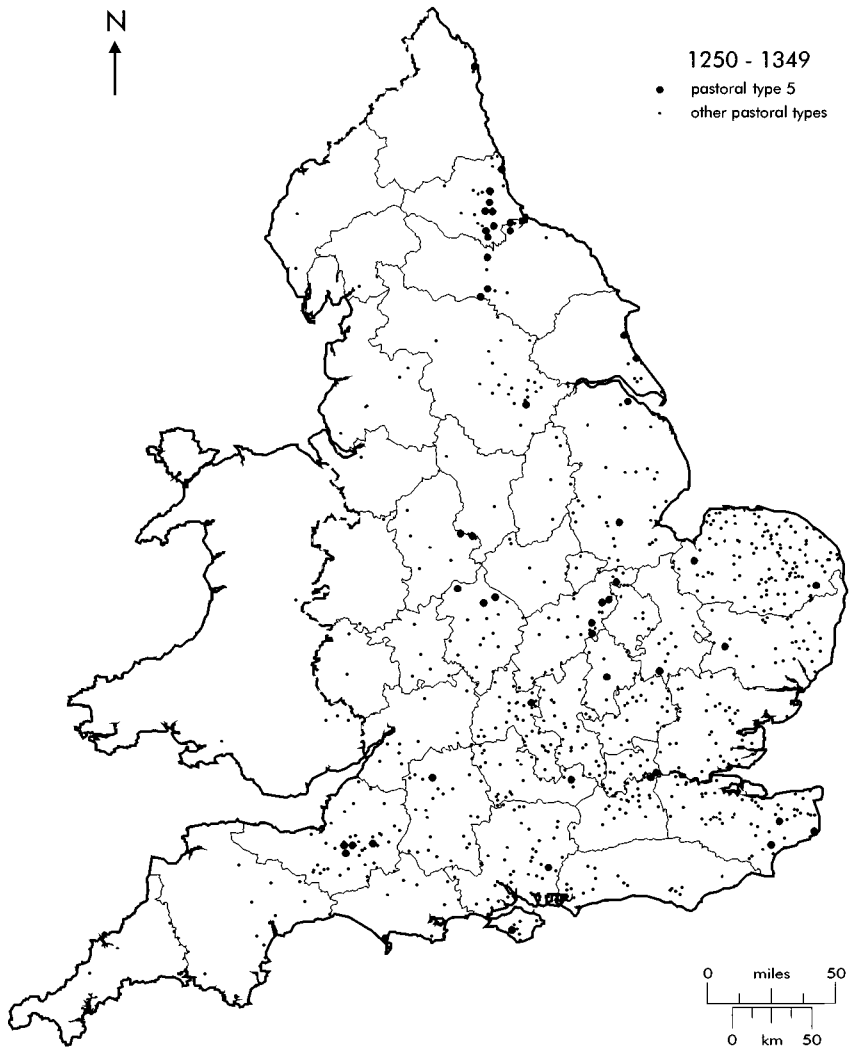 N
1250 - 1349
pastoral type 5
other pastoral types
0 miles 50
0 km 50